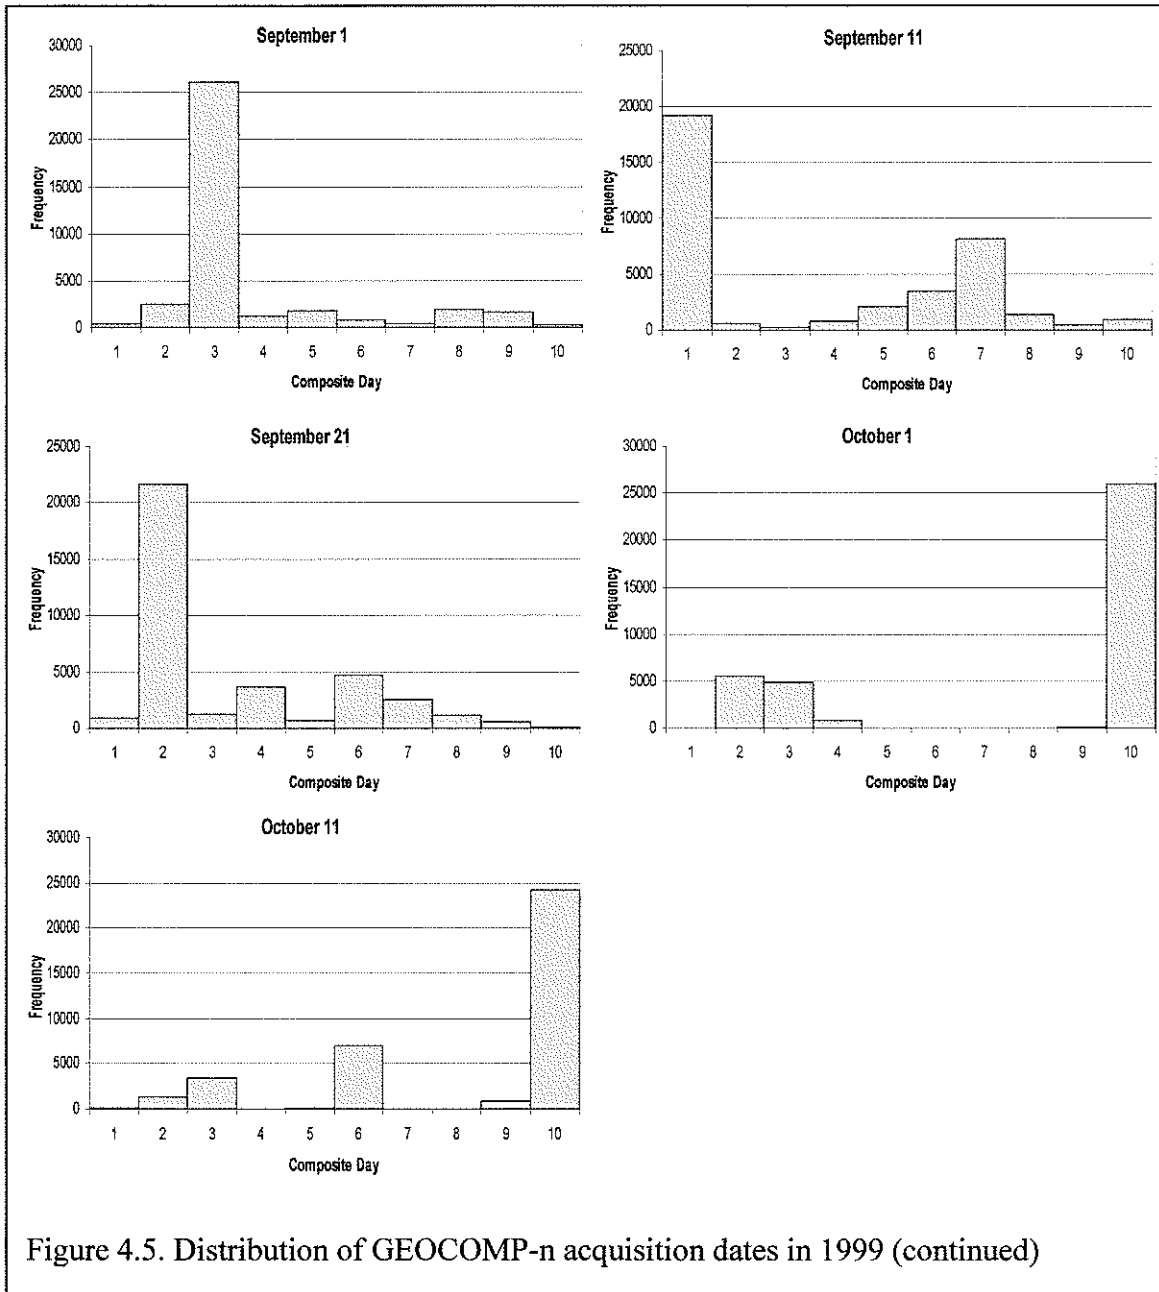 September 1
30000
25000
20000
15000
10000
5000
0
Frequency
1 2 3 4 5 6 7 8 9 10
Composite Day
September 11
25000
20000
15000
10000
5000
0
Frequency
1 2 3 4 5 6 7 8 9 10
Composite Day
September 21
25000
20000
15000
10000
5000
0
Frequency
1 2 3 4 5 6 7 8 9 10
Composite Day
October 1
30000
25000
20000
15000
10000
5000
0
Frequency
1 2 3 4 5 6 7 8 9 10
Composite Day
October 11
30000
25000
20000
15000
10000
5000
0
Frequency
1 2 3 4 5 6 7 8 9 10
Composite Day
Figure 4.5. Distribution of GEOCOMP-n acquisition dates in 1999 (continued)